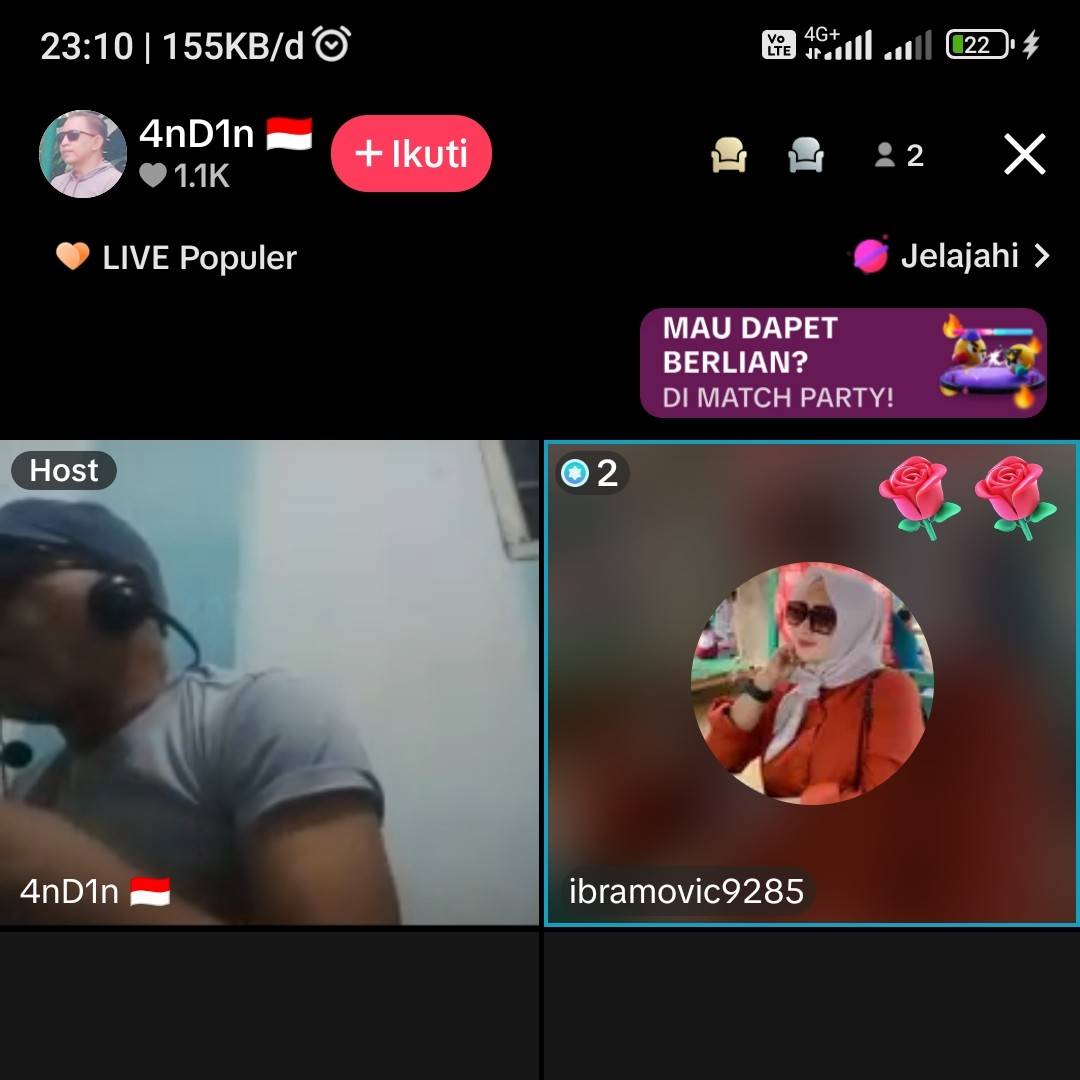 23:10 | 155KB/d
Vo LTE 4G+ 22
4nD1n
1.1K
+ Ikuti
2
LIVE Populer
Jelajahi >
MAU DAPET
BERLIAN?
DI MATCH PARTY!
Host
2
4nD1n
ibramovic9285